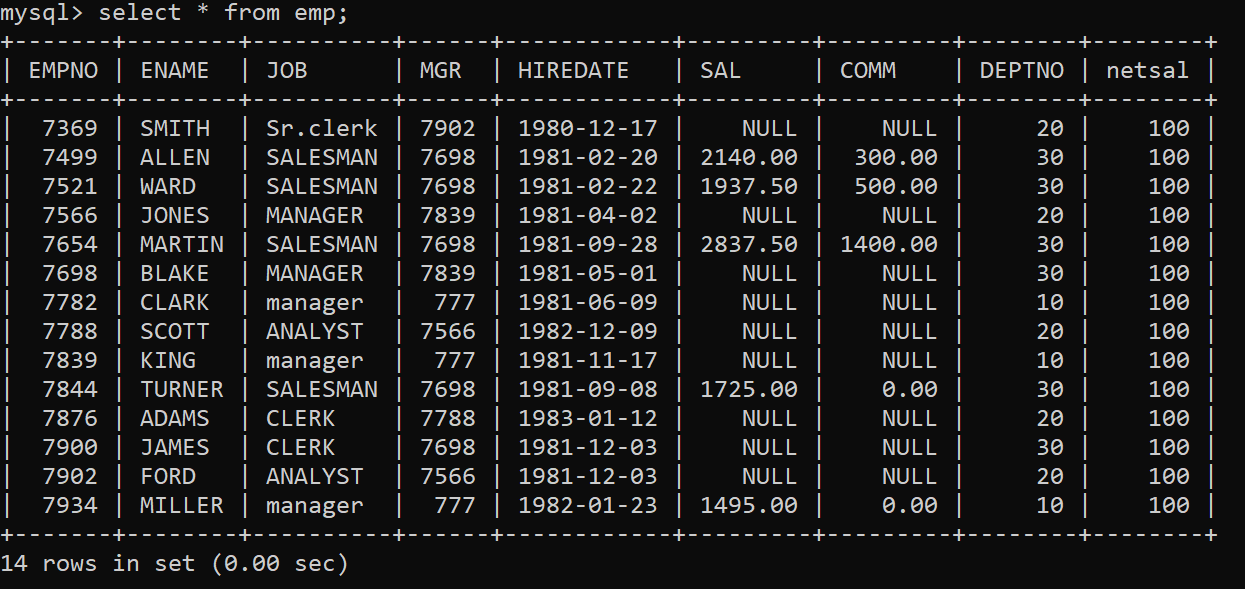 mysql> select * from emp;
+-------+--------+----------+------+------------+---------+---------+--------+--------+
| EMPNO | ENAME  | JOB      | MGR  | HIREDATE   | SAL     | COMM    | DEPTNO | netsal |
+-------+--------+----------+------+------------+---------+---------+--------+--------+
|  7369 | SMITH  | Sr.clerk | 7902 | 1980-12-17 |    NULL |    NULL |     20 |    100 |
|  7499 | ALLEN  | SALESMAN | 7698 | 1981-02-20 | 2140.00 |  300.00 |     30 |    100 |
|  7521 | WARD   | SALESMAN | 7698 | 1981-02-22 | 1937.50 |  500.00 |     30 |    100 |
|  7566 | JONES  | MANAGER  | 7839 | 1981-04-02 |    NULL |    NULL |     20 |    100 |
|  7654 | MARTIN | SALESMAN | 7698 | 1981-09-28 | 2837.50 | 1400.00 |     30 |    100 |
|  7698 | BLAKE  | MANAGER  | 7839 | 1981-05-01 |    NULL |    NULL |     30 |    100 |
|  7782 | CLARK  | manager  |  777 | 1981-06-09 |    NULL |    NULL |     10 |    100 |
|  7788 | SCOTT  | ANALYST  | 7566 | 1982-12-09 |    NULL |    NULL |     20 |    100 |
|  7839 | KING   | manager  |  777 | 1981-11-17 |    NULL |    NULL |     10 |    100 |
|  7844 | TURNER | SALESMAN | 7698 | 1981-09-08 | 1725.00 |    0.00 |     30 |    100 |
|  7876 | ADAMS  | CLERK    | 7788 | 1983-01-12 |    NULL |    NULL |     20 |    100 |
|  7900 | JAMES  | CLERK    | 7698 | 1981-12-03 |    NULL |    NULL |     30 |    100 |
|  7902 | FORD   | ANALYST  | 7566 | 1981-12-03 |    NULL |    NULL |     20 |    100 |
|  7934 | MILLER | manager  |  777 | 1982-01-23 | 1495.00 |    0.00 |     10 |    100 |
+-------+--------+----------+------+------------+---------+---------+--------+--------+
14 rows in set (0.00 sec)